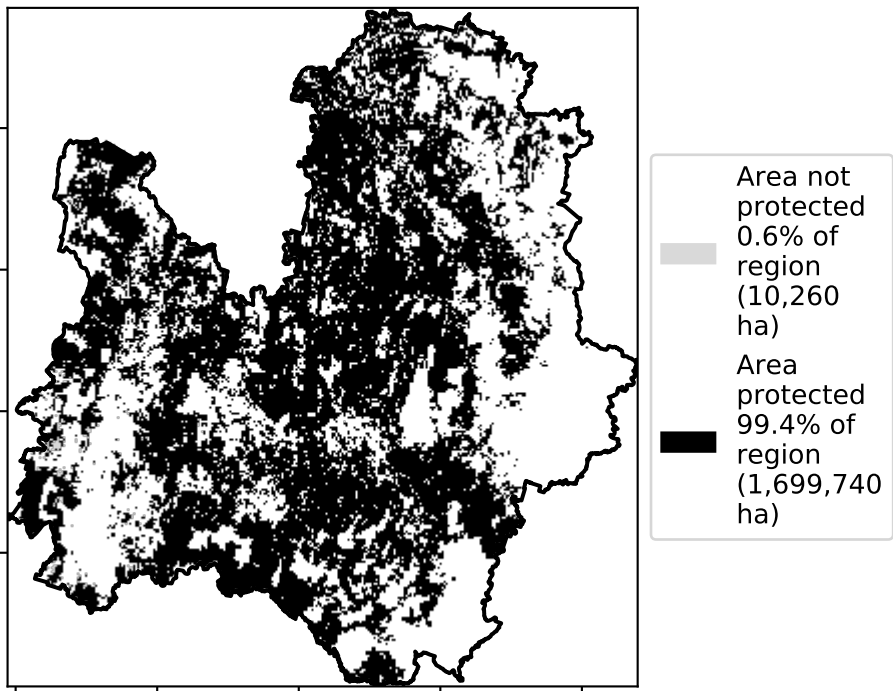 Area not
protected
0.6% of
region
(10,260
ha)
Area
protected
99.4% of
region
(1,699,740
ha)